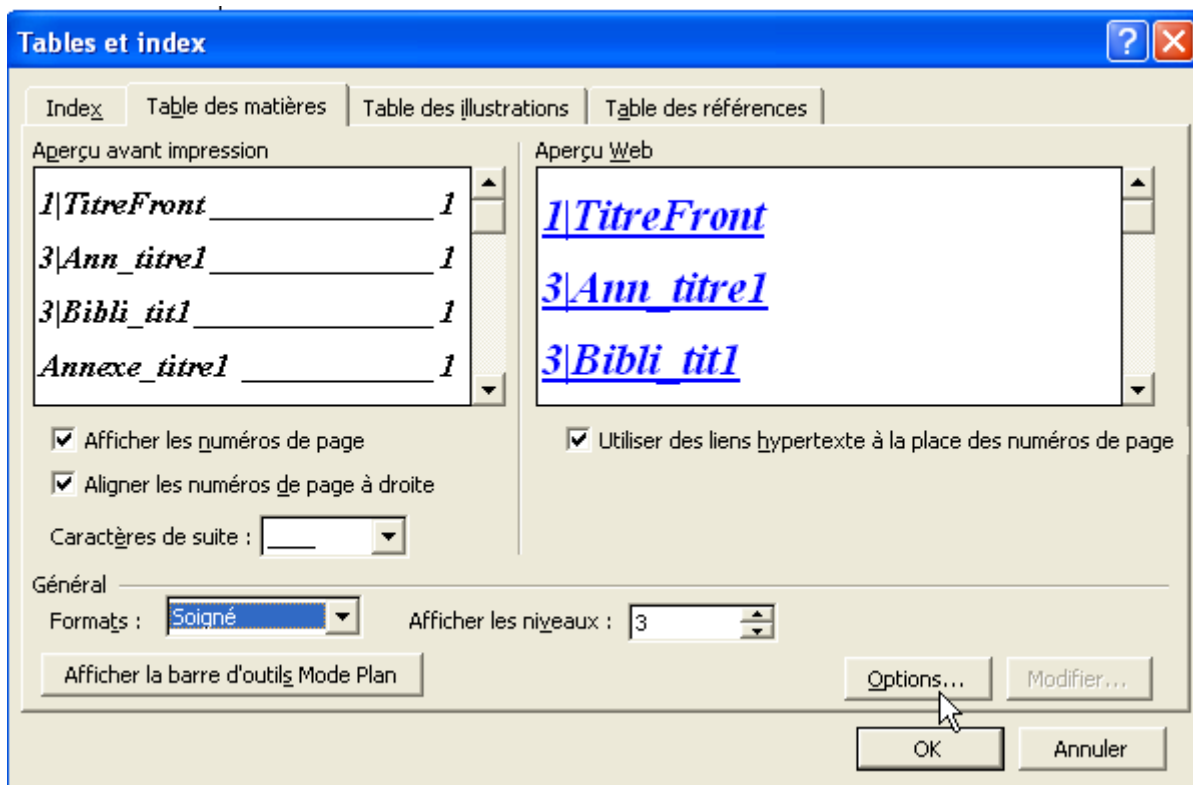 Tables et index
Index
Table des matières
Table des illustrations
Table des références
Aperçu avant impression
1|TitreFront 1
3|Ann_titre1 1
3|Bibli_tit1 1
Annexe_titre1 1
Aperçu Web
1|TitreFront
3|Ann_titre1
3|Bibli_tit1
Afficher les numéros de page
Utiliser des liens hypertexte à la place des numéros de page
Aligner les numéros de page à droite
Caractères de suite :
Général
Formats : Soigné
Afficher les niveaux : 3
Afficher la barre d'outils Mode Plan
Options...
Modifier...
OK
Annuler